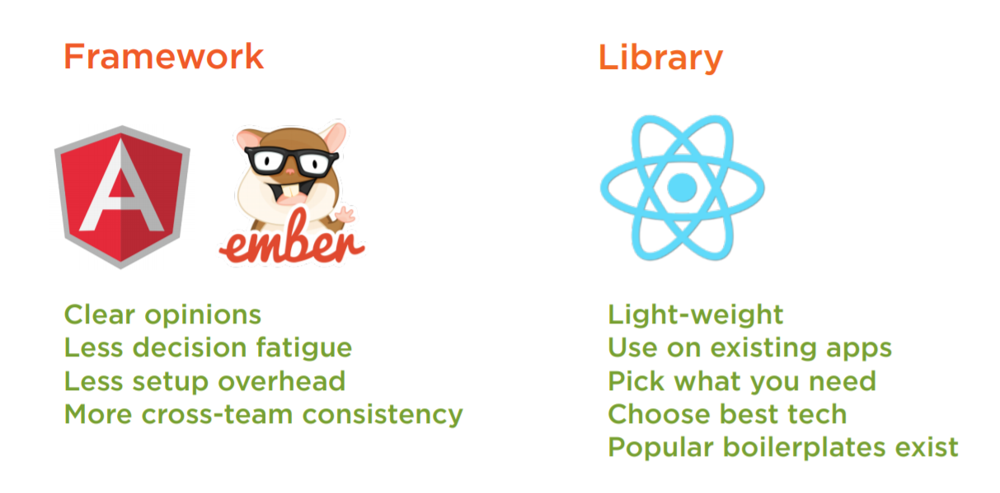 Framework
Library
A
ember
Clear opinions
Less decision fatigue
Less setup overhead
More cross-team consistency
Light-weight
Use on existing apps
Pick what you need
Choose best tech
Popular boilerplates exist